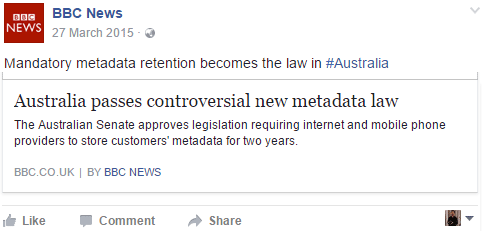 BBC
NEWS
BBC News
27 March 2015 ·
Mandatory metadata retention becomes the law in #Australia
Australia passes controversial new metadata law
The Australian Senate approves legislation requiring internet and mobile phone
providers to store customers' metadata for two years.
BBC.CO.UK | BY BBC NEWS
Like Comment Share